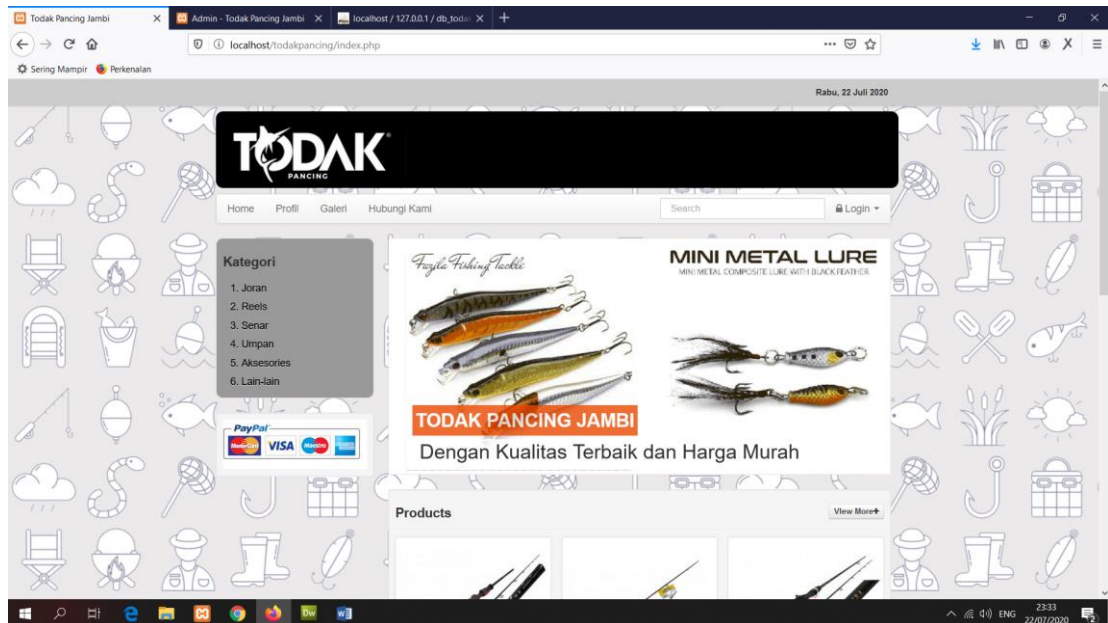 Todak Pancing Jambi
Admin - Todak Pancing Jambi
localhost / 127.0.0.1 / db_toda
localhost/todakpancing/index.php
Sering Mampir
Perkenalan
Rabu, 22 Juli 2020
TODAK
PANCING
Home
Profil
Galeri
Hubungi Kami
Search
Login
Kategori
1. Joran
2. Reels
3. Senar
4. Umpan
5. Aksesories
6. Lain-lain
PayPal
MasterCard
VISA
Maestro
Fazila Fishing Tackle
MINI METAL LURE
MINI METAL COMPOSITE LURE WITH BLACK FEATHER
TODAK PANCING JAMBI
Dengan Kualitas Terbaik dan Harga Murah
Products
View More+
ENG
23:33
22/07/2020